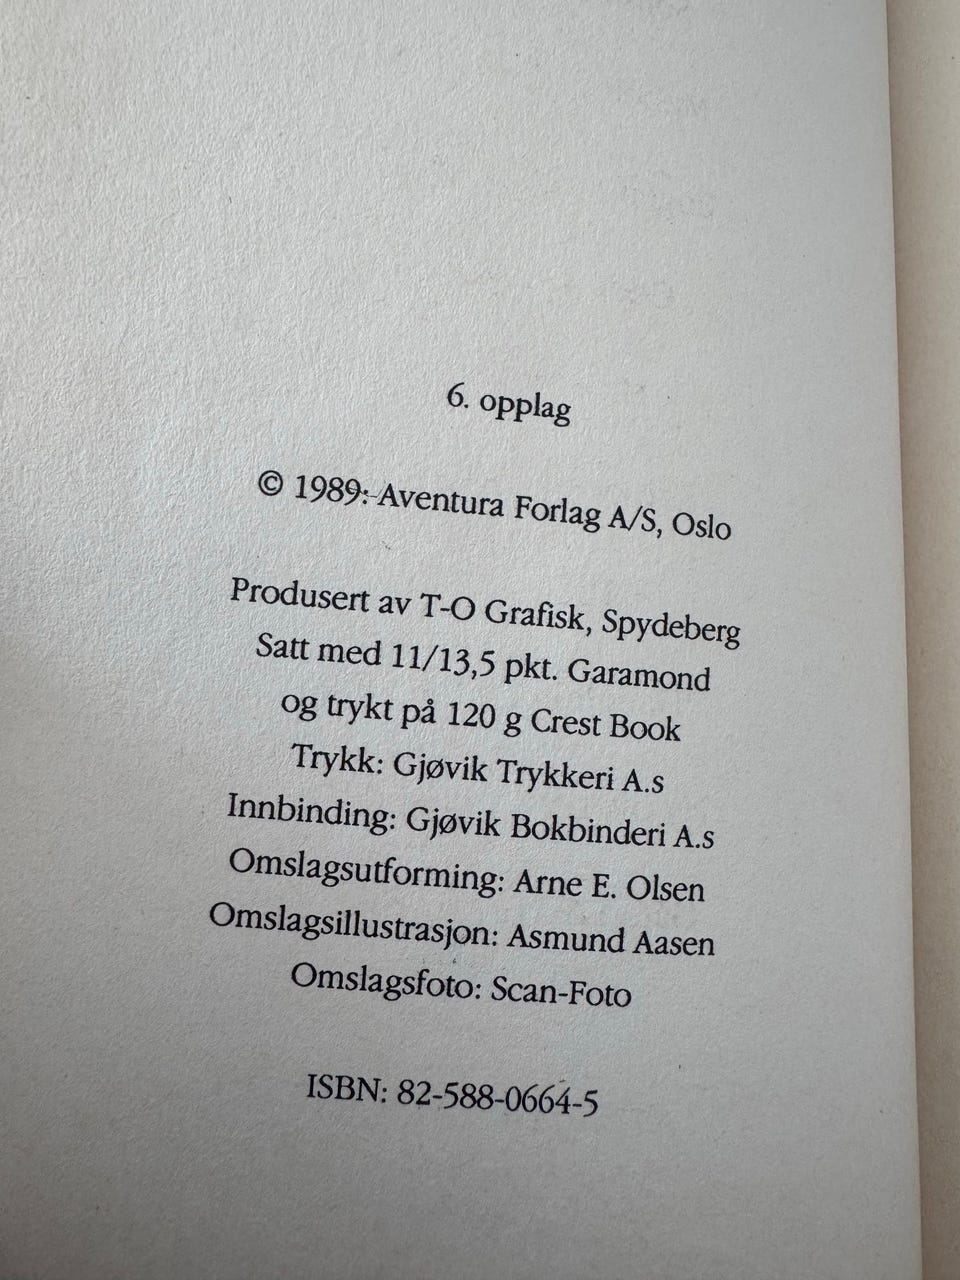 6. opplag
© 1989: Aventura Forlag A/S, Oslo
Produsert av T-O Grafisk, Spydeberg
Satt med 11/13,5 pkt. Garamond
og trykt på 120 g Crest Book
Trykk: Gjøvik Trykkeri A.s
Innbinding: Gjøvik Bokbinderi A.s
Omslagsutforming: Arne E. Olsen
Omslagsillustrasjon: Asmund Aasen
Omslagsfoto: Scan-Foto
ISBN: 82-588-0664-5